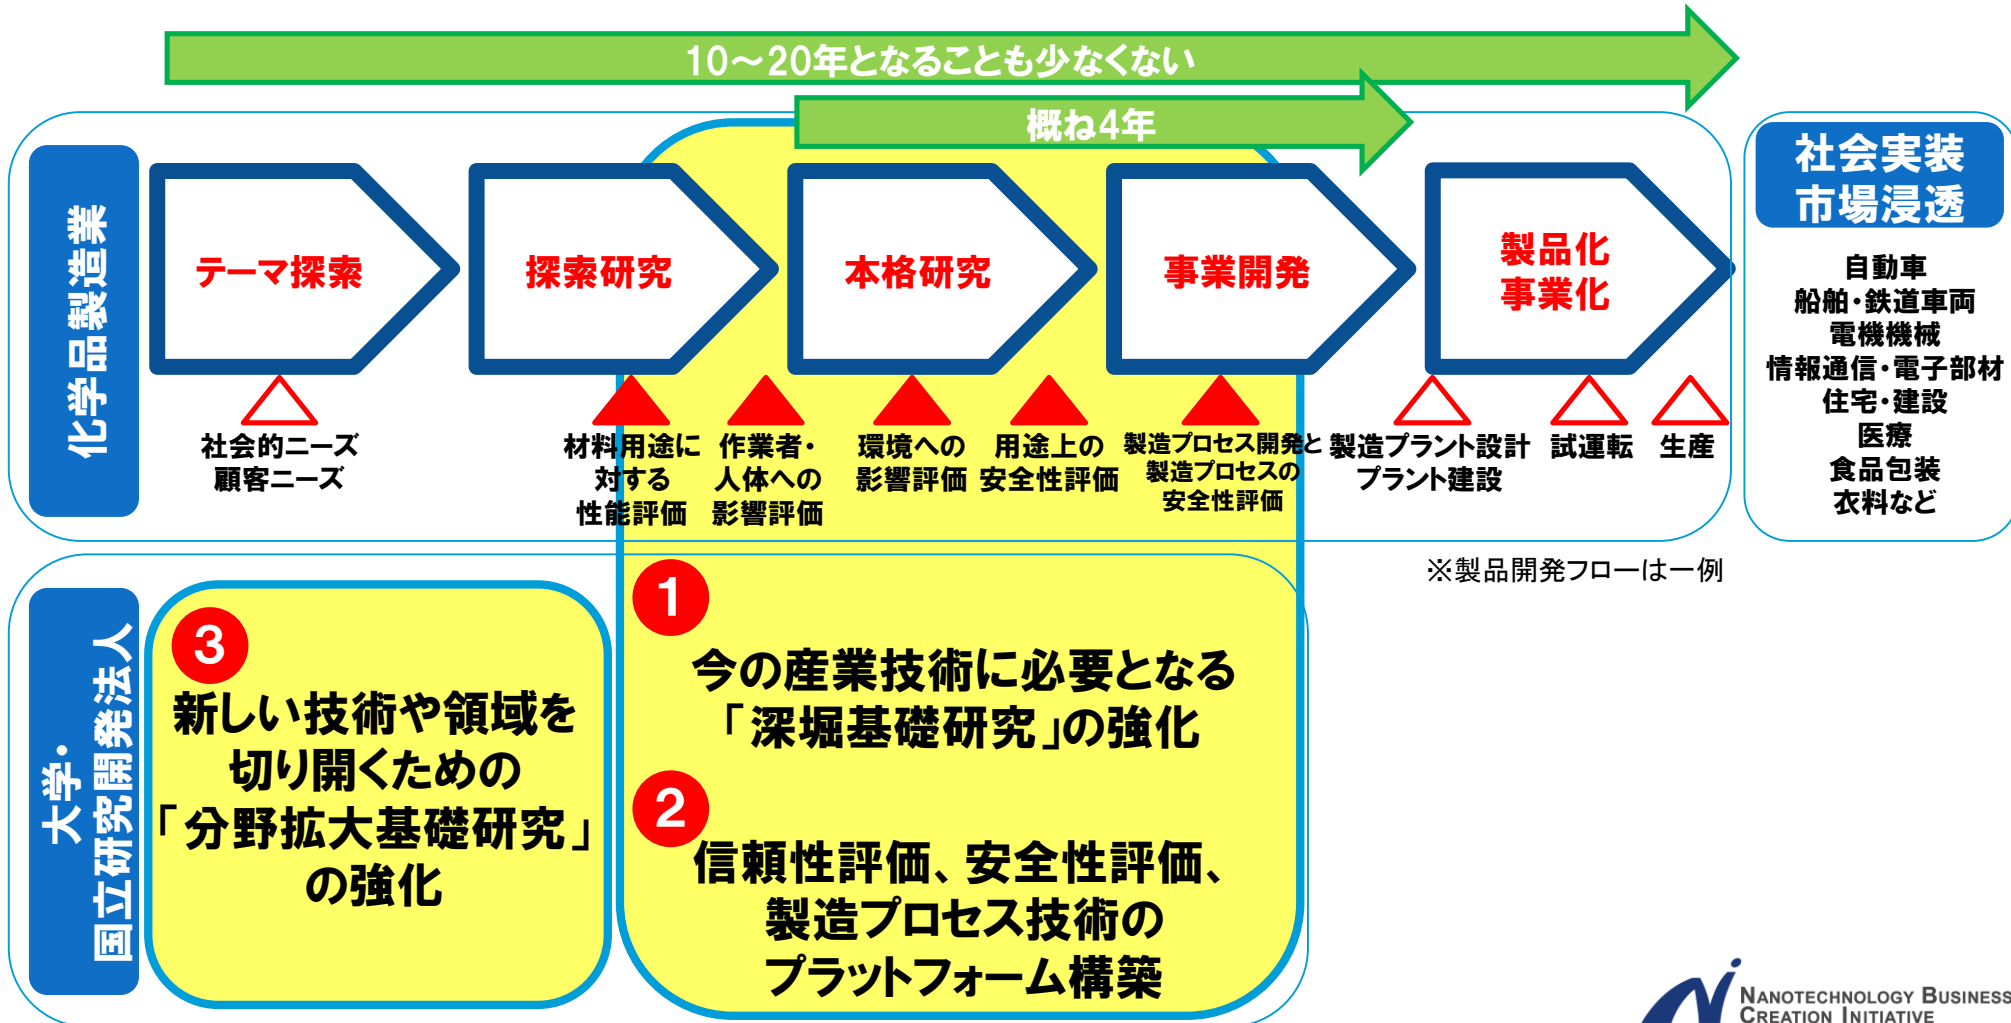 10～20年となることも少なくない
概ね4年
化学品製造業
テーマ探索
探索研究
本格研究
事業開発
製品化
事業化
社会実装
市場浸透
自動車
船舶・鉄道車両
電機機械
情報通信・電子部材
住宅・建設
医療
食品包装
衣料など
社会的ニーズ
顧客ニーズ
材料用途に
対する
性能評価
作業者・
人体への
影響評価
環境への
影響評価
用途上の
安全性評価
製造プロセス開発と
製造プロセスの
安全性評価
製造プラント設計
プラント建設
試運転
生産
※製品開発フローは一例
大学・
国立研究開発法人
3
新しい技術や領域を
切り開くための
「分野拡大基礎研究」
の強化
1
今の産業技術に必要となる
「深堀基礎研究」の強化
2
信頼性評価、安全性評価、
製造プロセス技術の
プラットフォーム構築
NANOTECHNOLOGY BUSINESS
CREATION INITIATIVE